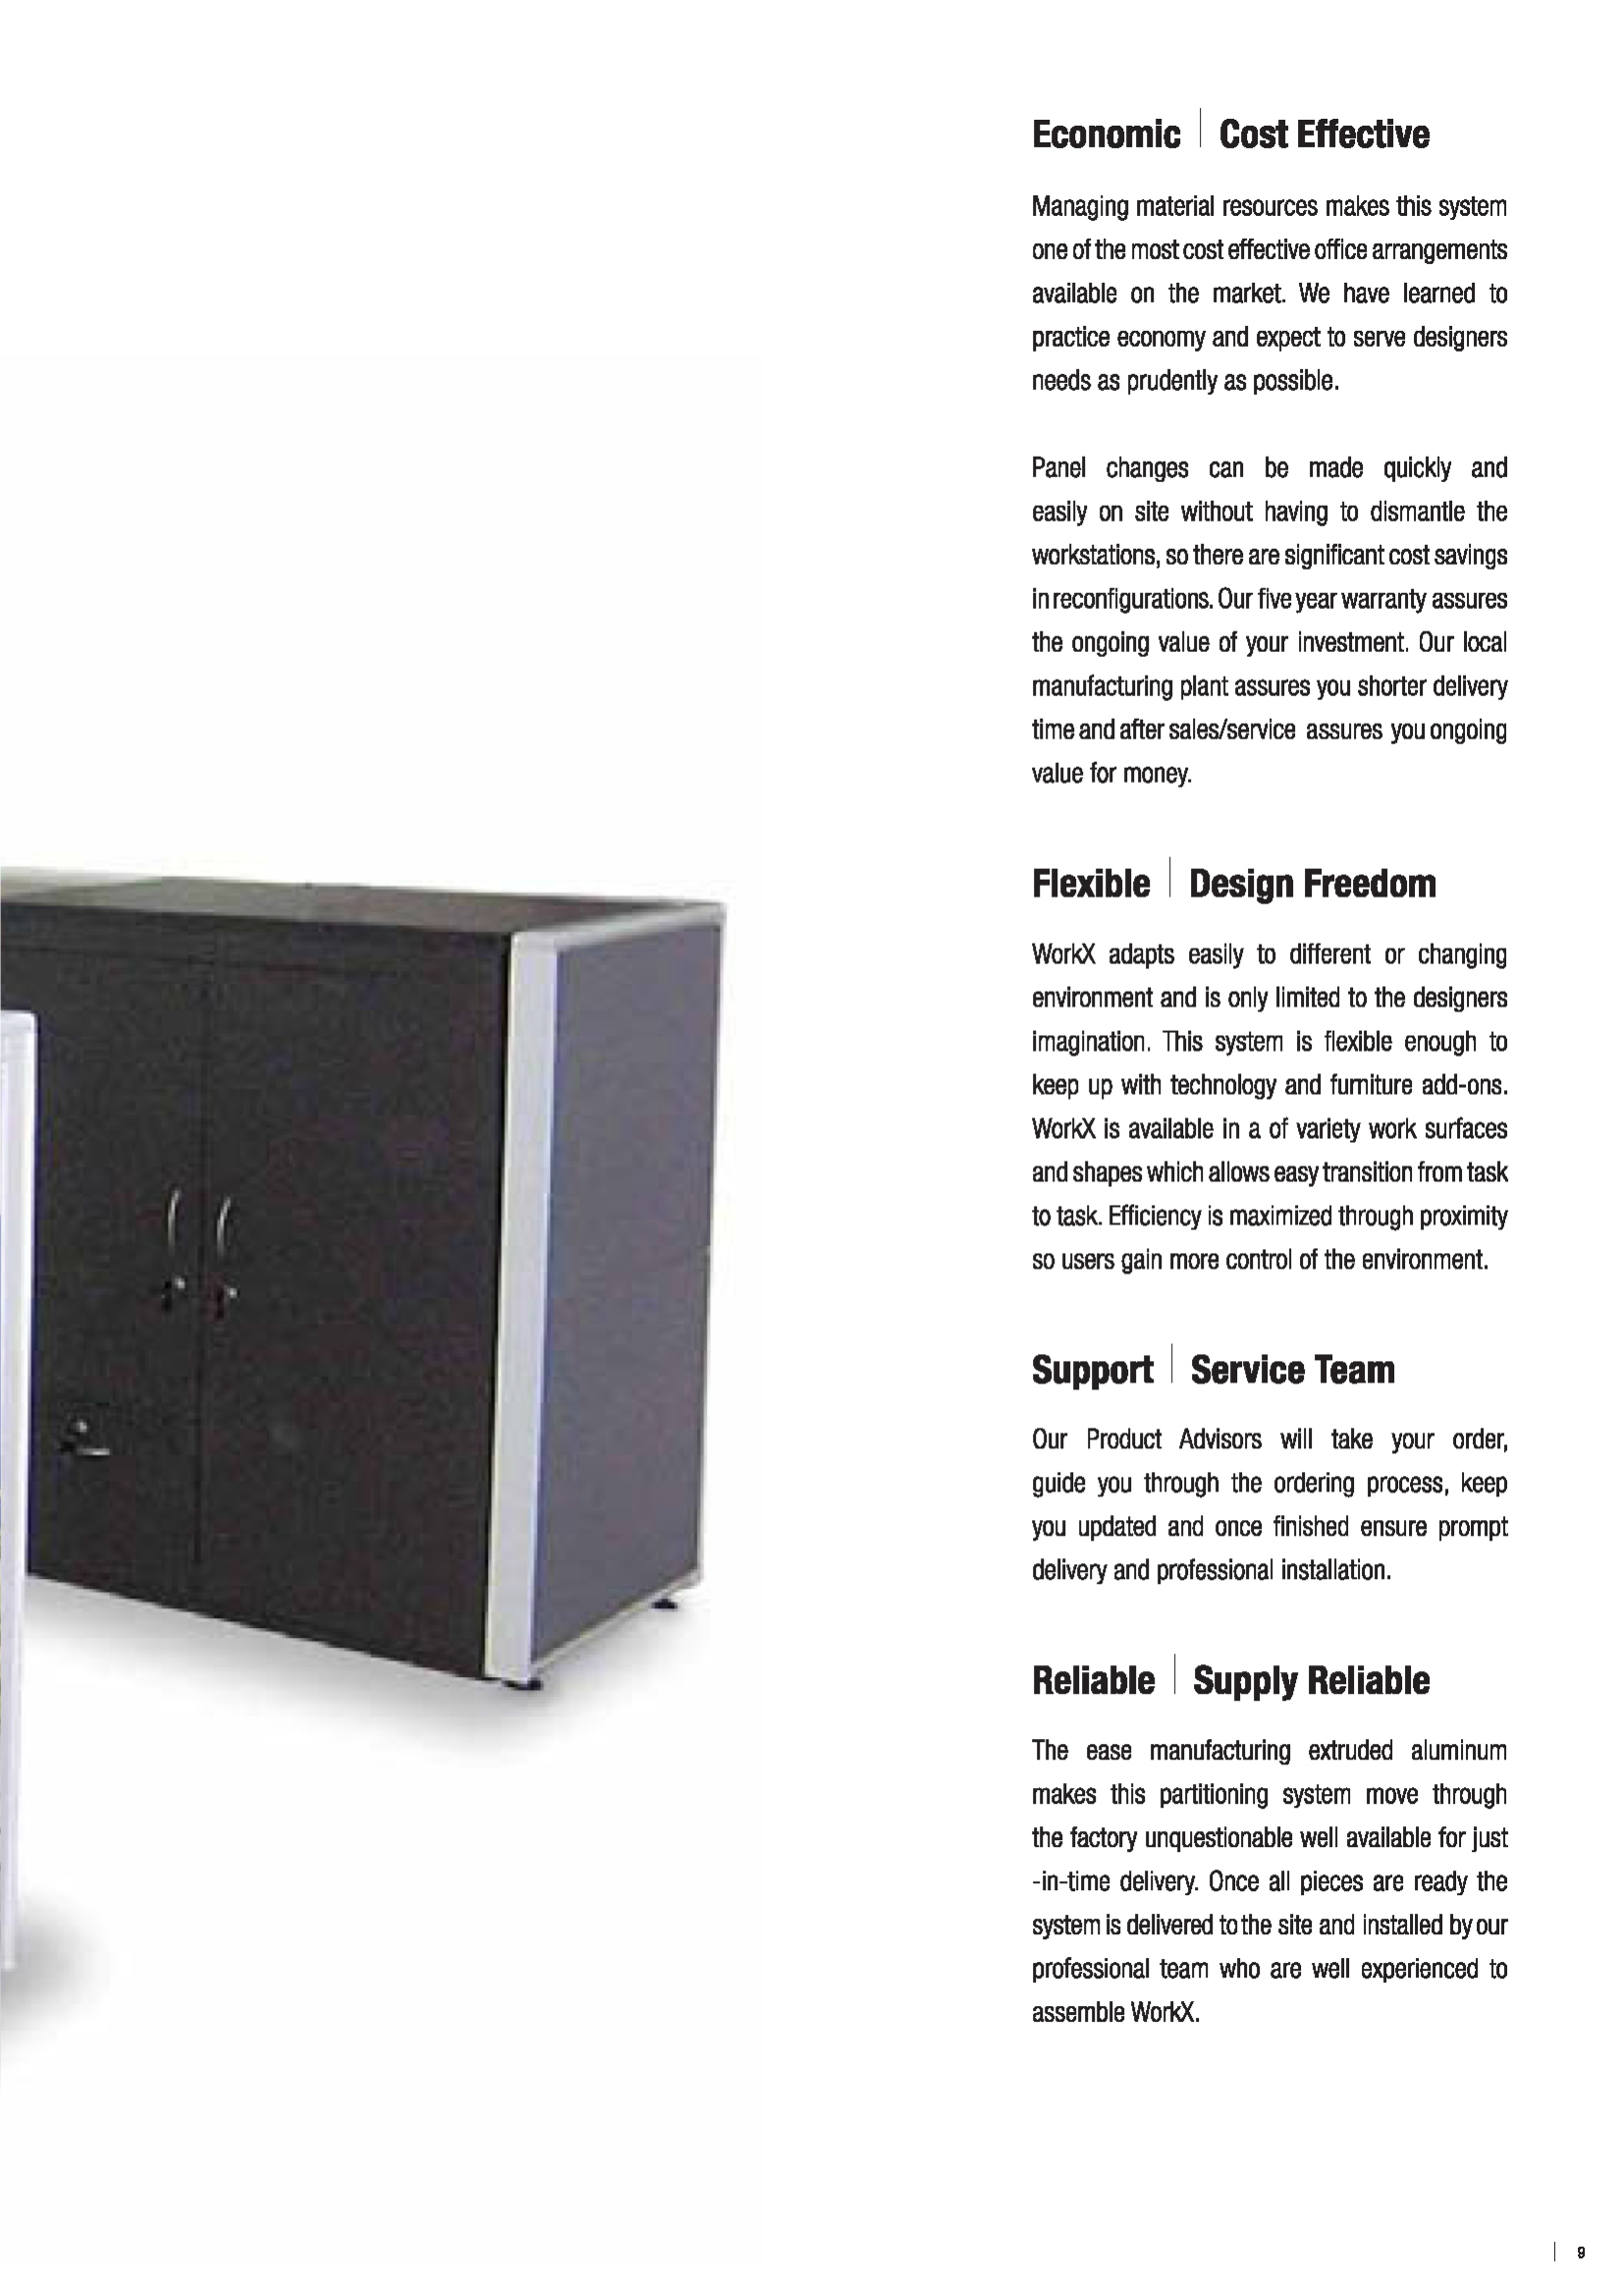 Economic | Cost Effective
Managing material resources makes this system
one of the most cost effective office arrangements
available on the market. We have learned to
practice economy and expect to serve designers
needs as prudently as possible.
Panel changes can be made quickly and
easily on site without having to dismantle the
workstations, so there are significant cost savings
in reconfigurations. Our five year warranty assures
the ongoing value of your investment. Our local
manufacturing plant assures you shorter delivery
time and after sales/service assures you ongoing
value for money.
Flexible | Design Freedom
WorkX adapts easily to different or changing
environment and is only limited to the designers
imagination. This system is flexible enough to
keep up with technology and furniture add-ons.
WorkX is available in a of variety work surfaces
and shapes which allows easy transition from task
to task. Efficiency is maximized through proximity
so users gain more control of the environment.
Support | Service Team
Our Product Advisors will take your order,
guide you through the ordering process, keep
you updated and once finished ensure prompt
delivery and professional installation.
Reliable | Supply Reliable
The ease manufacturing extruded aluminum
makes this partitioning system move through
the factory unquestionable well available for just
-in-time delivery. Once all pieces are ready the
system is delivered to the site and installed by our
professional team who are well experienced to
assemble WorkX.
| 9